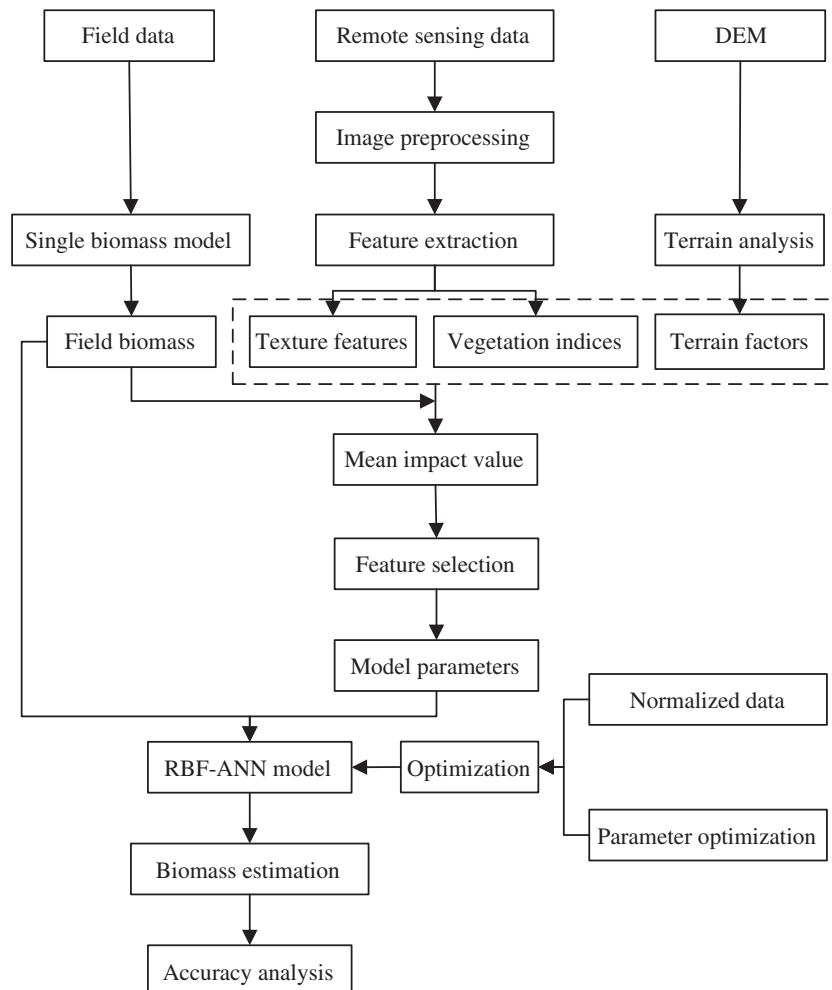 Field data
Remote sensing data
DEM
Image preprocessing
Single biomass model
Feature extraction
Terrain analysis
Field biomass
Texture features
Vegetation indices
Terrain factors
Mean impact value
Feature selection
Model parameters
Normalized data
RBF-ANN model
Optimization
Parameter optimization
Biomass estimation
Accuracy analysis